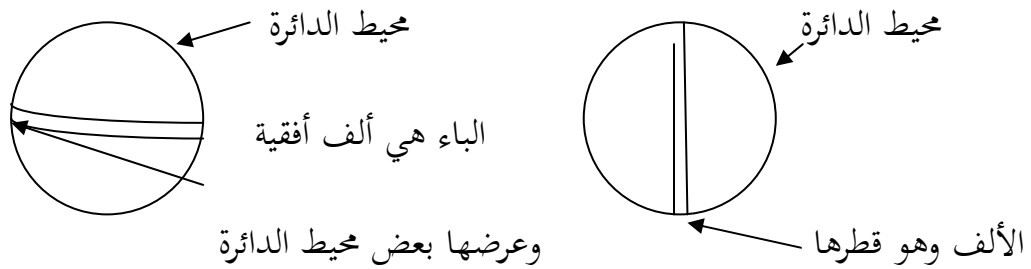 محيط الدائرة
محيط الدائرة
الباء هي ألف أفقية
الألف وهو قطرها
وعرضها بعض محيط الدائرة